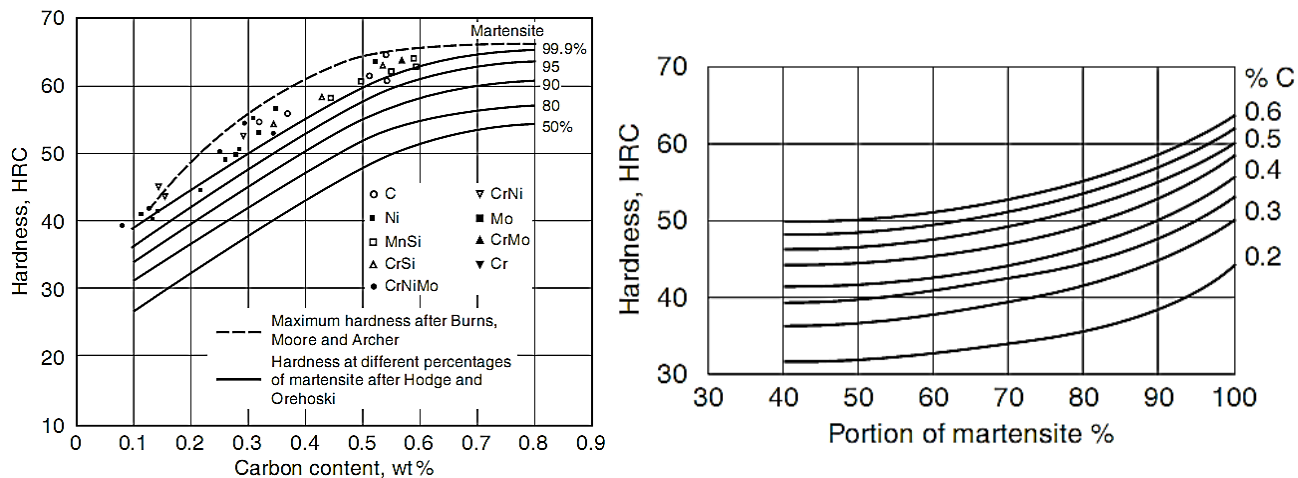 70
60
50
40
30
20
10
Hardness, HRC
0 0.1 0.2 0.3 0.4 0.5 0.6 0.7 0.8 0.9
Carbon content, wt%
Martensite
99.9%
95
90
80
50%
C
Ni
MnSi
CrSi
CrNiMo
CrNi
Mo
CrMo
Cr
Maximum hardness after Burns,
Moore and Archer
Hardness at different percentages
of martensite after Hodge and
Orehoski
70
60
50
40
30
Hardness, HRC
30 40 50 60 70 80 90 100
Portion of martensite %
% C
0.6
0.5
0.4
0.3
0.2